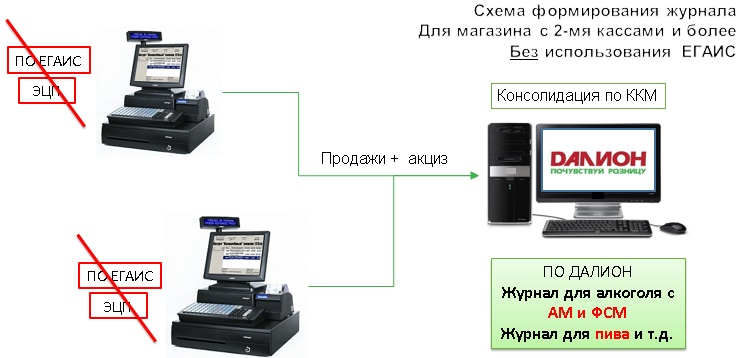 Схема формирования журнала
Для магазина с 2-мя кассами и более
Без использования ЕГАИС
ПО ЕГАИС
ЭЦП
Консолидация по ККМ
Продажи + акциз
ДАЛИОН
ПОЧУВСТВУЙ РОЗНИЦУ
ПО ЕГАИС
ЭЦП
ПО ДАЛИОН
Журнал для алкоголя с
АМ и ФСМ
Журнал для пива и т.д.